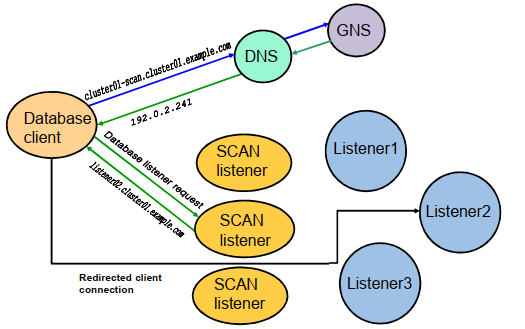 GNS
DNS
cluster01-scan.cluster01.example.com
192.0.2.241
Database
client
Database listener request
listener02.cluster01.example.com
SCAN
listener
SCAN
listener
SCAN
listener
Listener1
Listener2
Listener3
Redirected client
connection